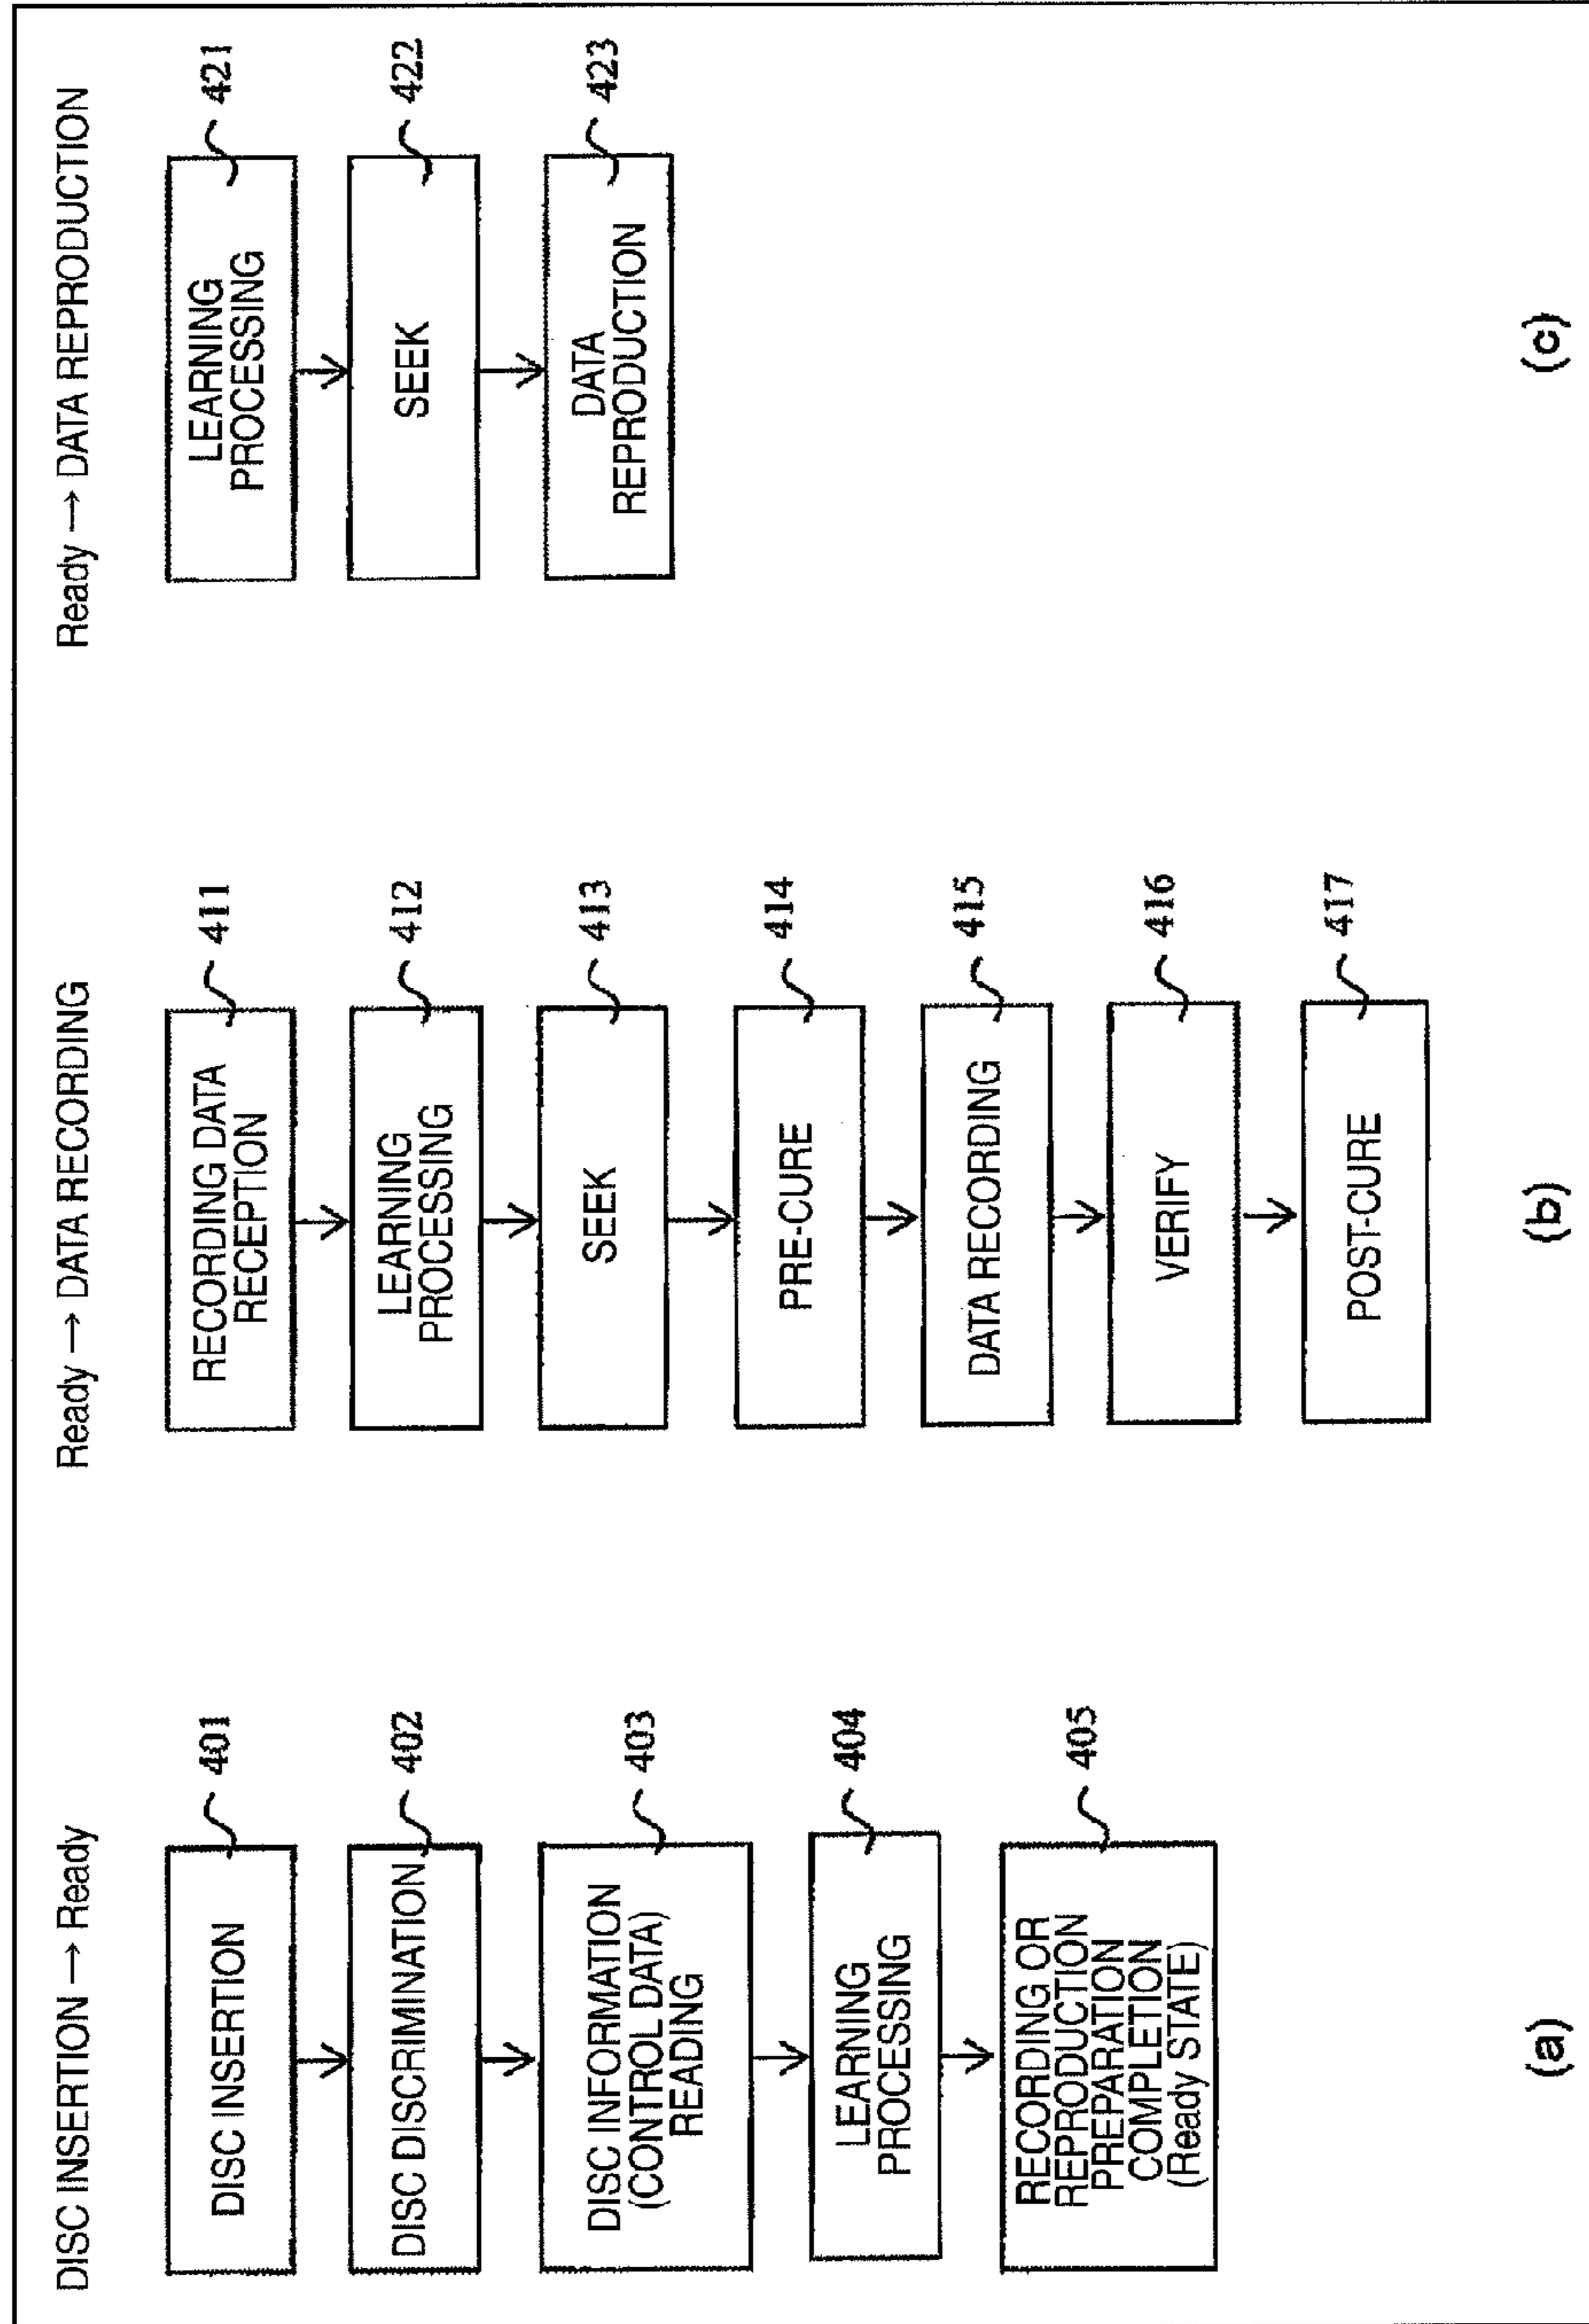 DISC INSERTION → Ready
DISC INSERTION
401
DISC DISCRIMINATION
402
DISC INFORMATION
(CONTROL DATA)
READING
403
LEARNING
PROCESSING
404
RECORDING OR
REPRODUCTION
PREPARATION
COMPLETION
(Ready STATE)
405
(a)
Ready → DATA RECORDING
RECORDING DATA
RECEPTION
411
LEARNING
PROCESSING
412
SEEK
413
PRE-CURE
414
DATA RECORDING
415
VERIFY
416
POST-CURE
417
(b)
Ready → DATA REPRODUCTION
LEARNING
PROCESSING
421
SEEK
422
DATA
REPRODUCTION
423
(c)